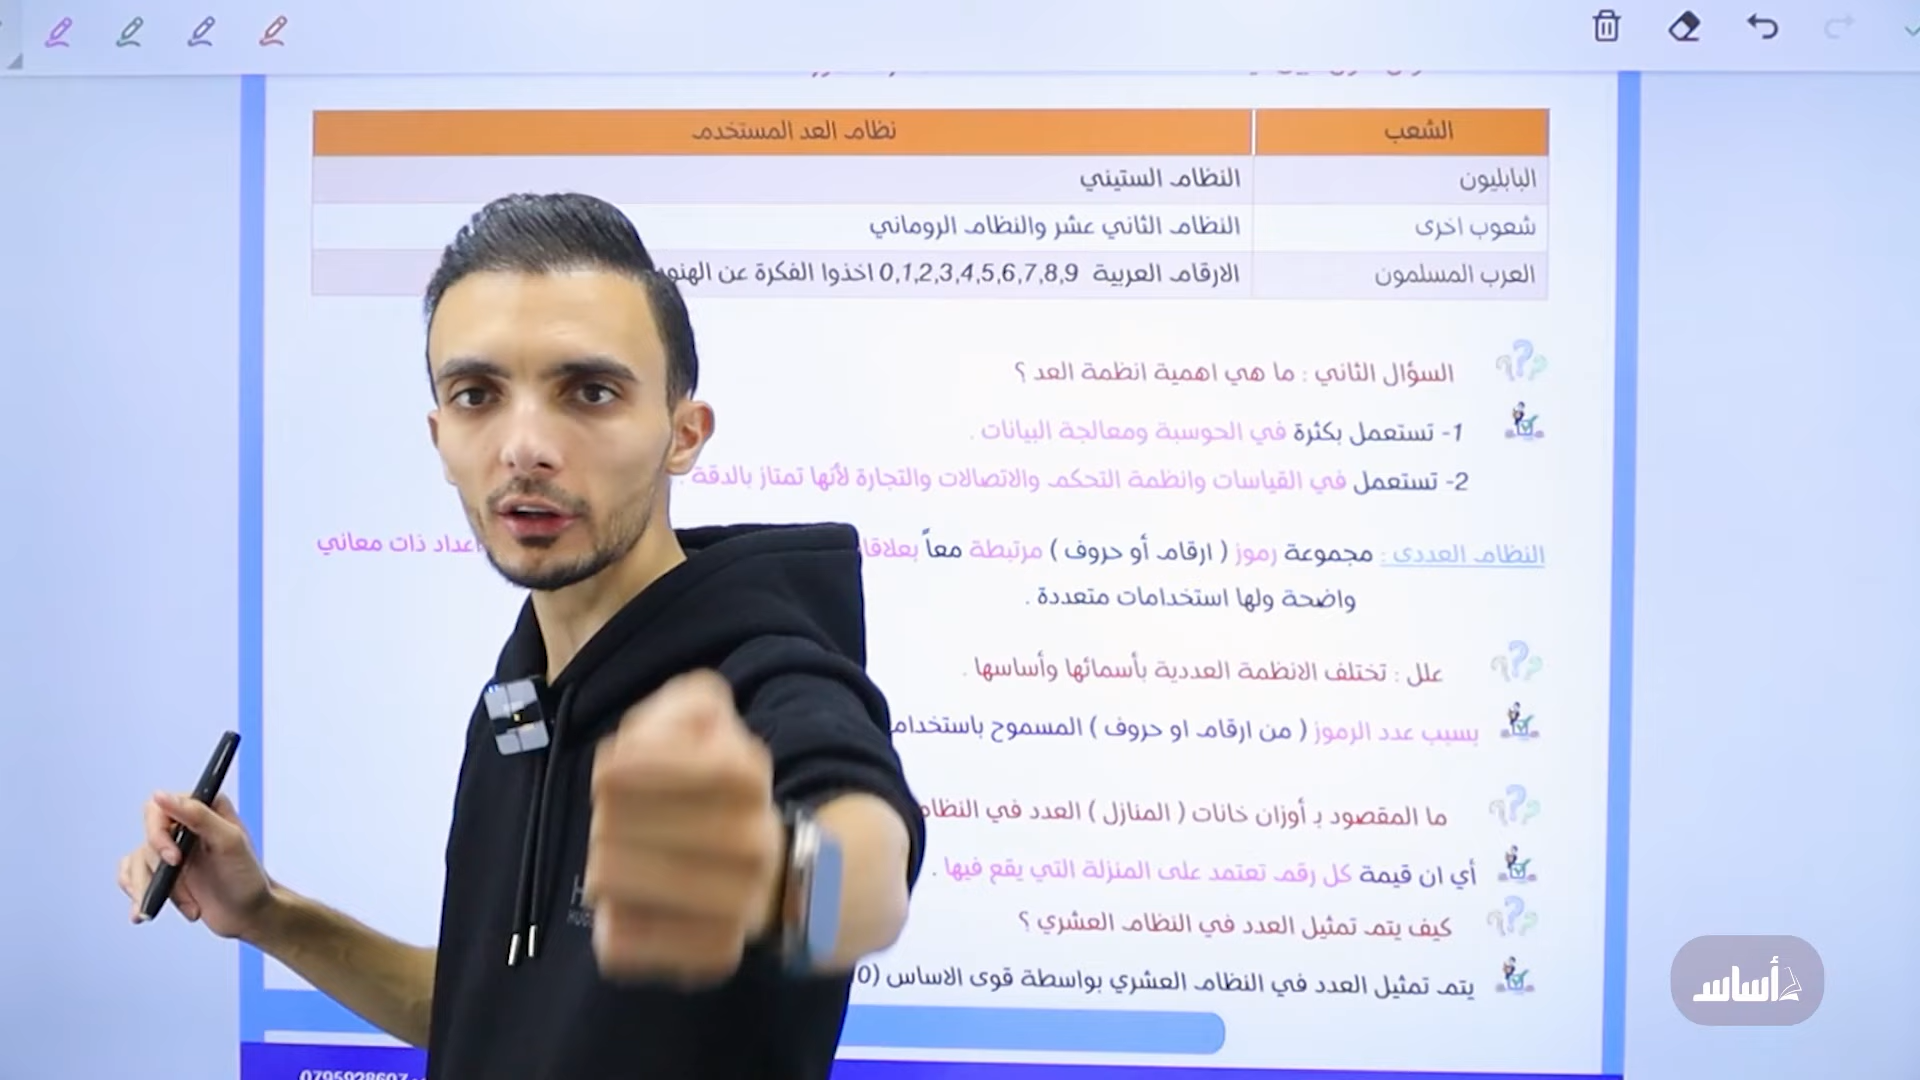 الشعب نظام العد المستخدم
البابليون النظام الستيني
شعوب اخرى النظام الثاني عشر والنظام الروماني
العرب المسلمون الارقام العربية 0,1,2,3,4,5,6,7,8,9 اخذوا الفكرة عن
السؤال الثاني : ما هي اهمية انظمة العد ؟
1- تستعمل بكثرة في الحوسبة ومعالجة البيانات .
2- تستعمل في القياسات وانظمة التحكم والاتصالات والتجارة لأنها تمتاز بالدقة .
النظام العددي : مجموعة رموز ( ارقام أو حروف ) مرتبطة معاً ذات معاني
واضحة ولها استخدامات متعددة .
علل : تختلف الانظمة العددية بأسمائها وأساسها .
بسبب عدد الرموز ( من ارقام او حروف ) المسموح
ما المقصود بـ أوزان خانات ( المنازل ) العدد في
أي ان قيمة كل رقم تعتمد على المنزلة التي يقع فيها .
كيف يتم تمثيل العدد في النظام العشري ؟
يتم تمثيل العدد في النظام العشري بواسطة قوى الاساس
أساس